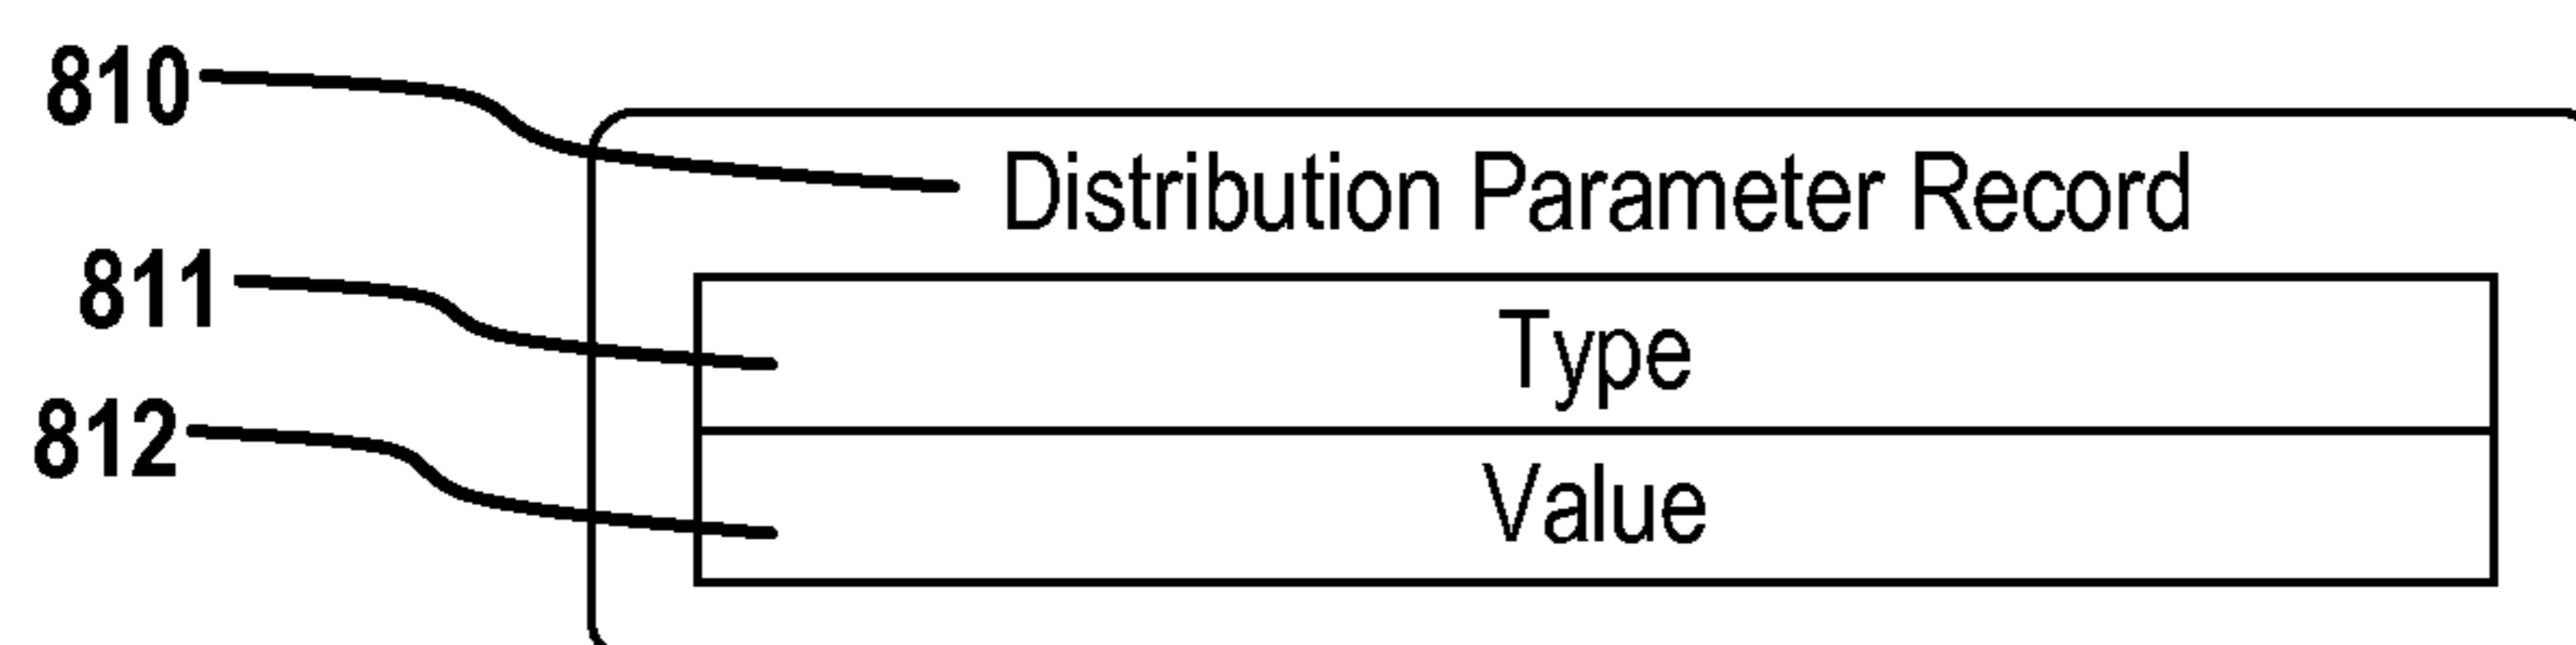 810
Distribution Parameter Record
811
Type
812
Value